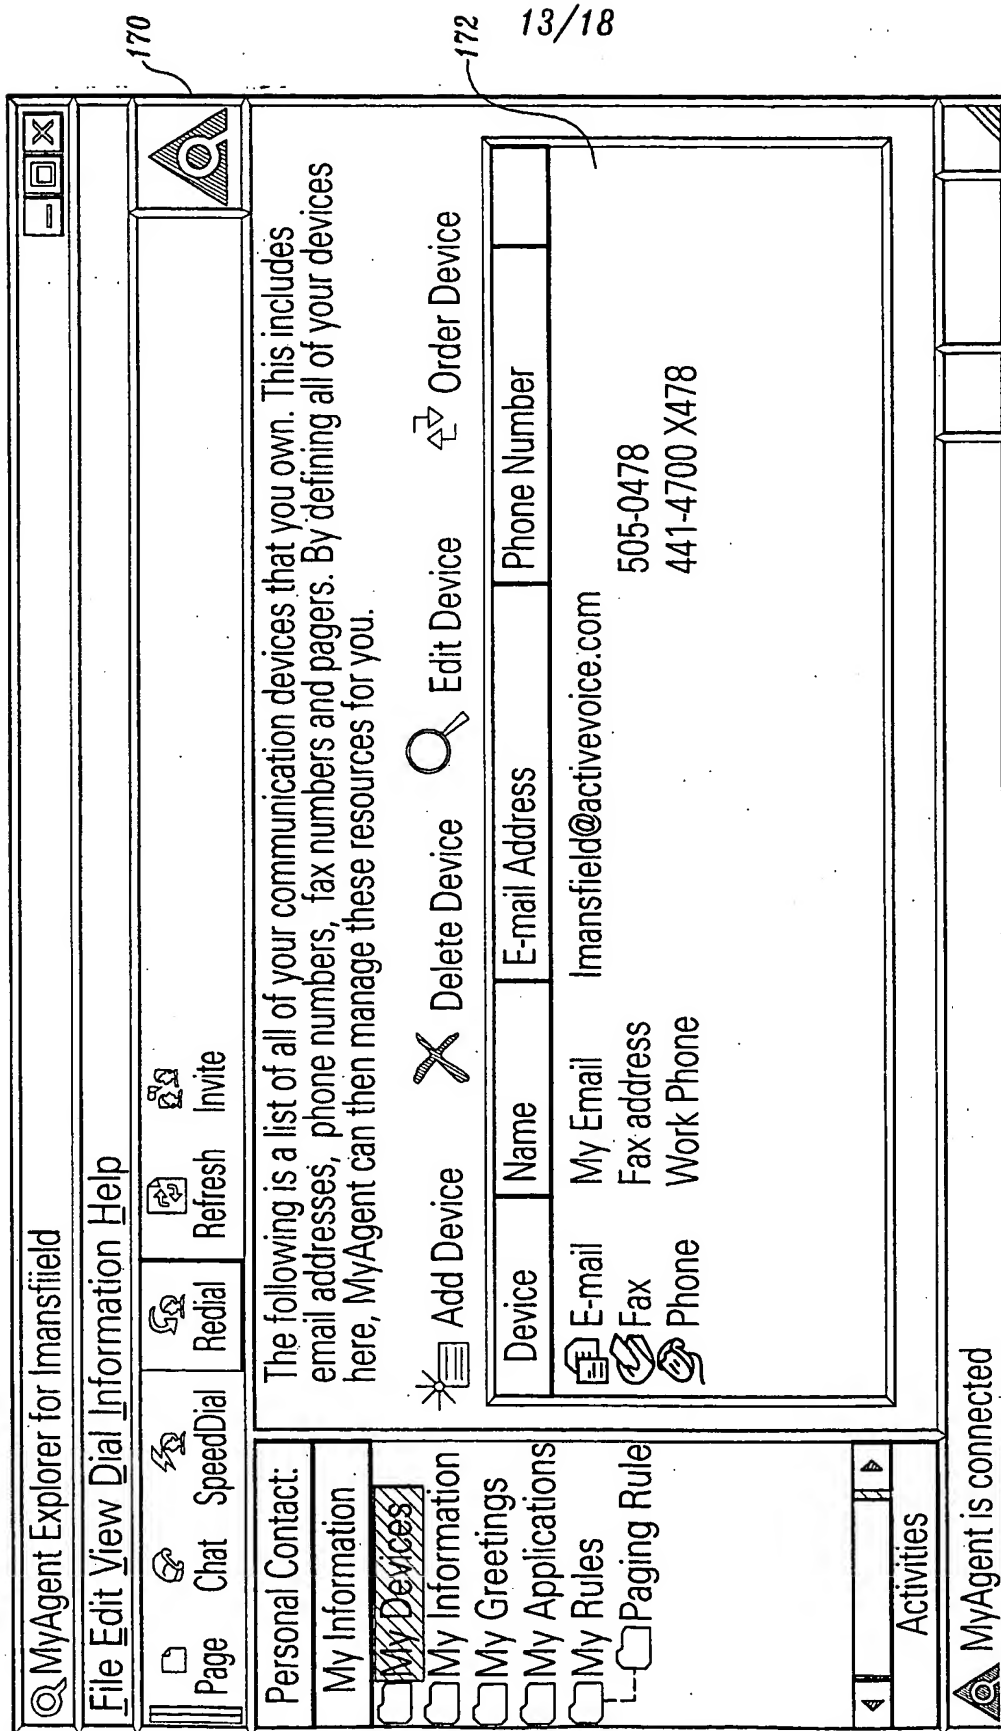 13/18
170
172
MyAgent Explorer for Imansfiield
File Edit View Dial Information Help
Page Chat SpeedDial Redial Refresh Invite
Personal Contact:
My Information
My Devices
My Information
My Greetings
My Applications
My Rules
Paging Rule
Activities
The following is a list of all of your communication devices that you own. This includes
email addresses, phone numbers, fax numbers and pagers. By defining all of your devices
here, MyAgent can then manage these resources for you.
Add Device Delete Device Edit Device Order Device
Device Name E-mail Address Phone Number
E-mail My Email Imansfield@activevoice.com
Fax Fax address 505-0478
Phone Work Phone 441-4700 X478
MyAgent is connected